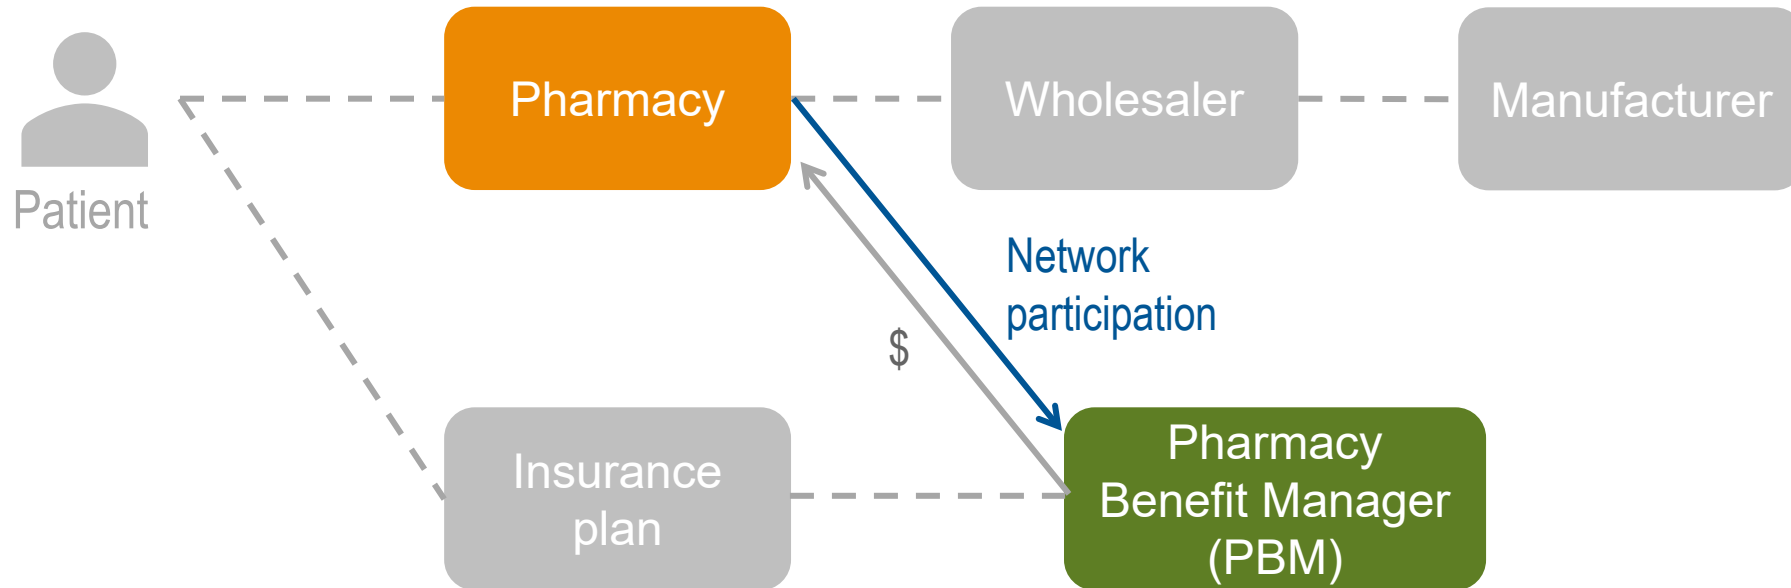 Pharmacy
Wholesaler
Manufacturer
Patient
Network
participation
$
Insurance
plan
Pharmacy
Benefit Manager
(PBM)